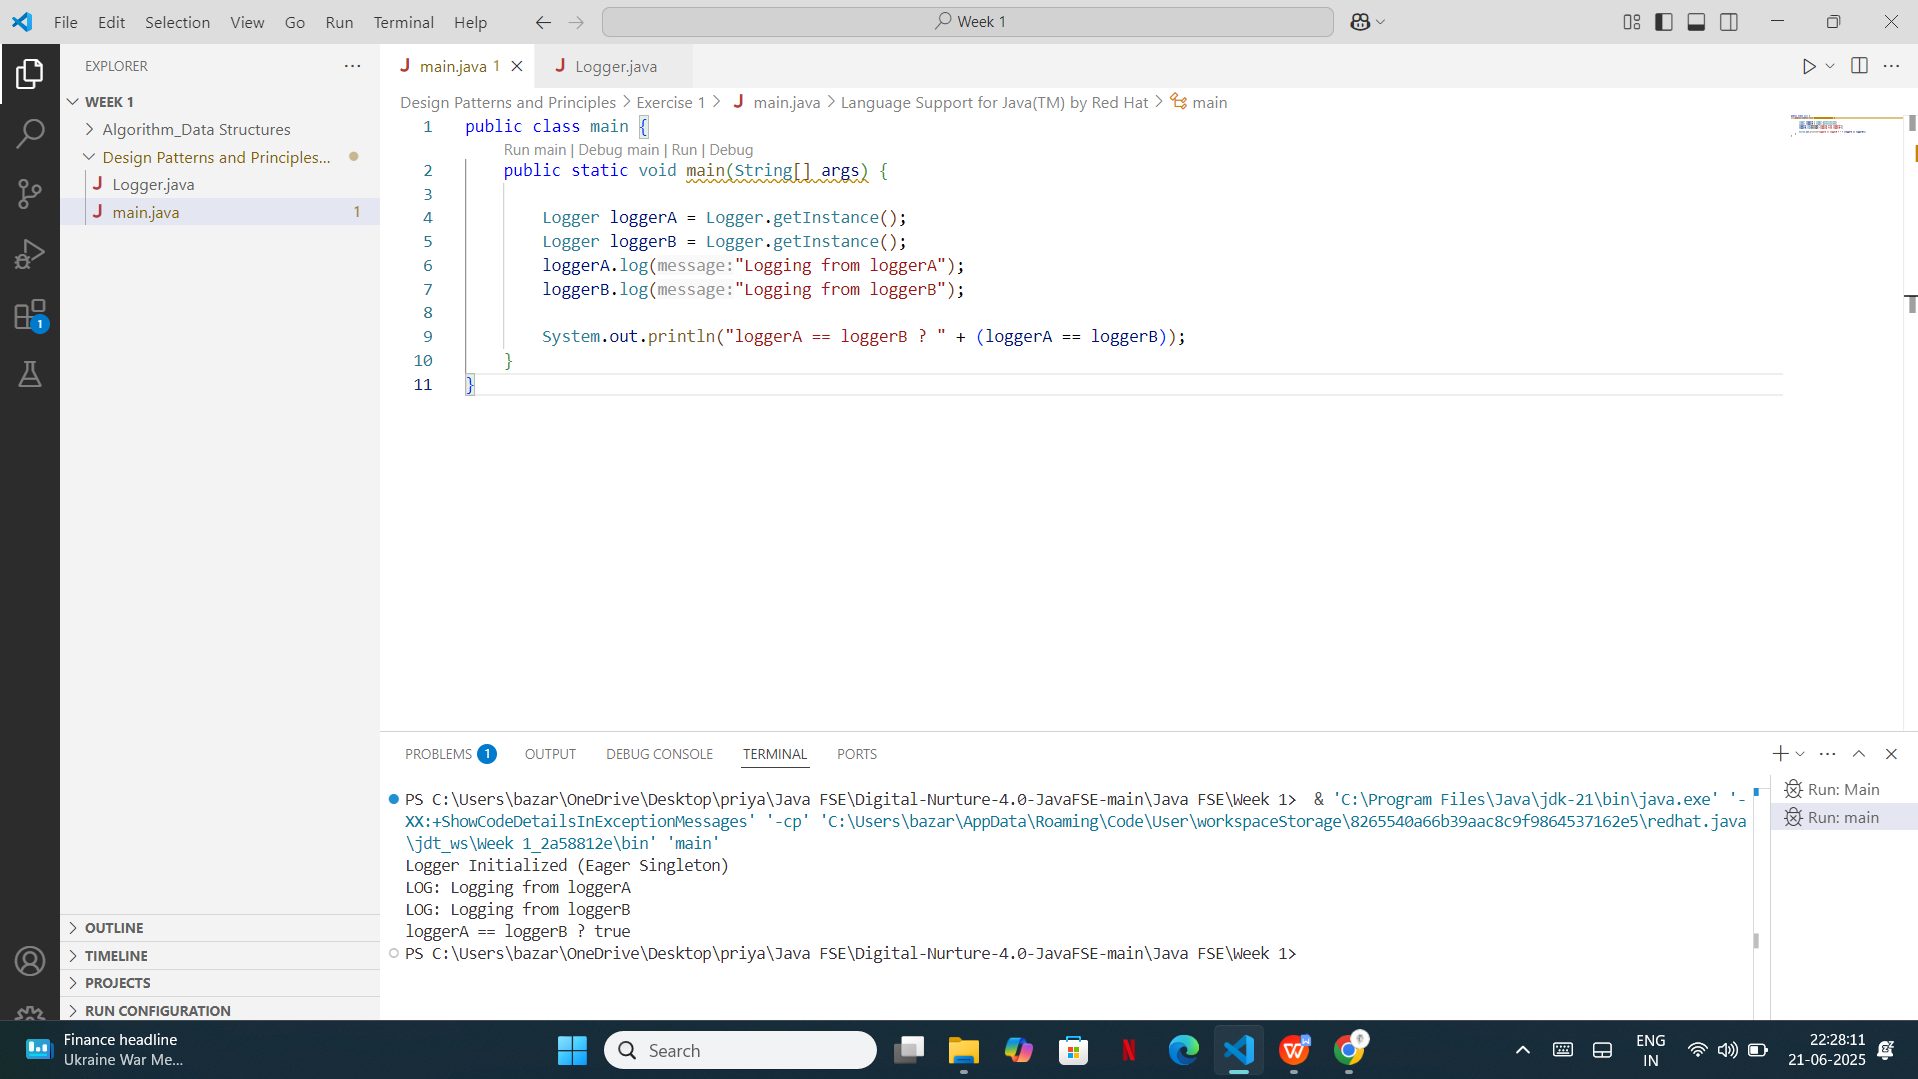 File Edit Selection View Go Run Terminal Help
Week 1
EXPLORER
WEEK 1
Algorithm_Data Structures
Design Patterns and Principles...
Logger.java
main.java 1
OUTLINE
TIMELINE
PROJECTS
RUN CONFIGURATION
1
main.java 1
Logger.java
Design Patterns and Principles > Exercise 1 > main.java > Language Support for Java(TM) by Red Hat > main
1 public class main {
Run main | Debug main | Run | Debug
2 public static void main(String[] args) {
3
4 Logger loggerA = Logger.getInstance();
5 Logger loggerB = Logger.getInstance();
6 loggerA.log(message:"Logging from loggerA");
7 loggerB.log(message:"Logging from loggerB");
8
9 System.out.println("loggerA == loggerB ? " + (loggerA == loggerB));
10 }
11 }
PROBLEMS 1 OUTPUT DEBUG CONSOLE TERMINAL PORTS
PS C:\Users\bazar\OneDrive\Desktop\priya\Java FSE\Digital-Nurture-4.0-JavaFSE-main\Java FSE\Week 1> & 'C:\Program Files\Java\jdk-21\bin\java.exe' '-
XX:+ShowCodeDetailsInExceptionMessages' '-cp' 'C:\Users\bazar\AppData\Roaming\Code\User\workspaceStorage\8265540a66b39aac8c9f9864537162e5\redhat.java
\jdt_ws\Week 1_2a58812e\bin' 'main'
Logger Initialized (Eager Singleton)
LOG: Logging from loggerA
LOG: Logging from loggerB
loggerA == loggerB ? true
PS C:\Users\bazar\OneDrive\Desktop\priya\Java FSE\Digital-Nurture-4.0-JavaFSE-main\Java FSE\Week 1>
Run: Main
Run: main
Finance headline
Ukraine War Me...
Search
ENG
IN
22:28:11
21-06-2025